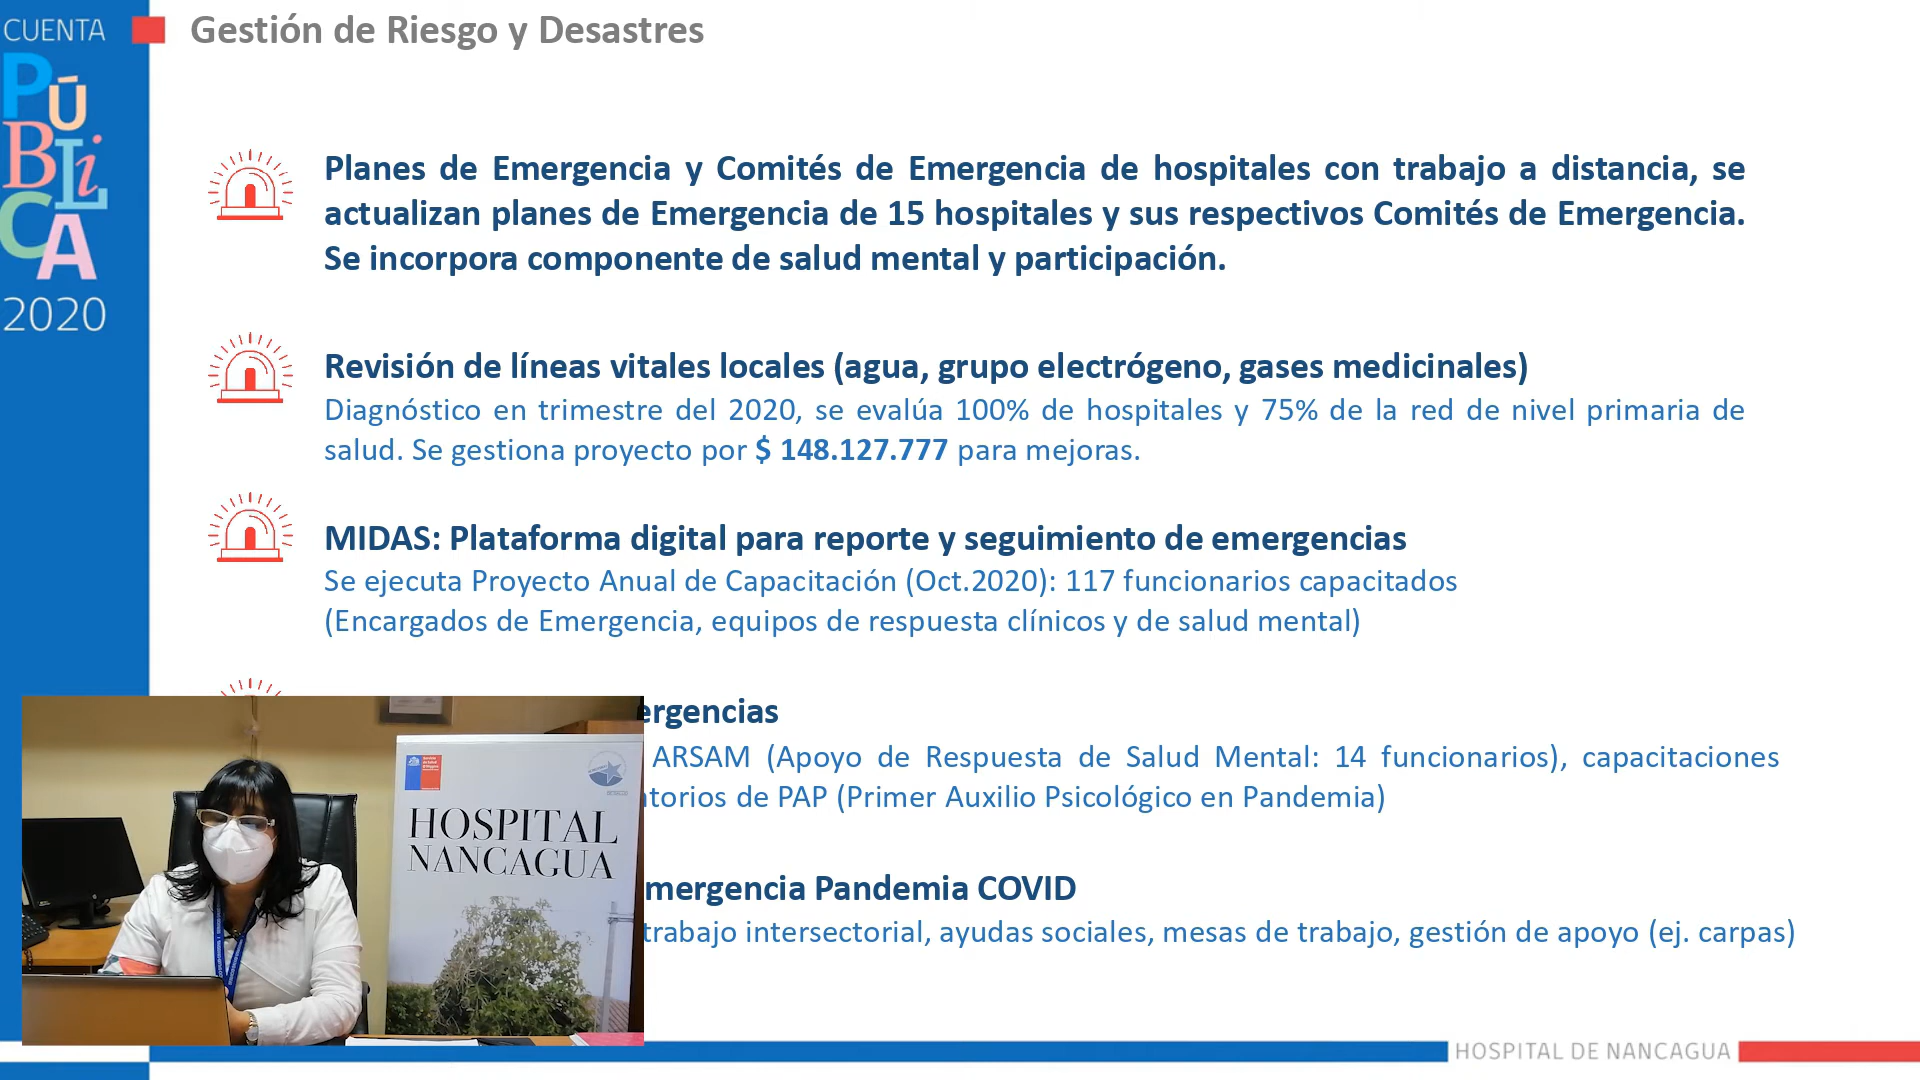 CUENTA
PÚBLiCA
2020
Gestión de Riesgo y Desastres
Planes de Emergencia y Comités de Emergencia de hospitales con trabajo a distancia, se
actualizan planes de Emergencia de 15 hospitales y sus respectivos Comités de Emergencia.
Se incorpora componente de salud mental y participación.
Revisión de líneas vitales locales (agua, grupo electrógeno, gases medicinales)
Diagnóstico en trimestre del 2020, se evalúa 100% de hospitales y 75% de la red de nivel primaria de
salud. Se gestiona proyecto por $ 148.127.777 para mejoras.
MIDAS: Plataforma digital para reporte y seguimiento de emergencias
Se ejecuta Proyecto Anual de Capacitación (Oct.2020): 117 funcionarios capacitados
(Encargados de Emergencia, equipos de respuesta clínicos y de salud mental)
ergencias
ARSAM (Apoyo de Respuesta de Salud Mental: 14 funcionarios), capacitaciones
torios de PAP (Primer Auxilio Psicológico en Pandemia)
mergencia Pandemia COVID
trabajo intersectorial, ayudas sociales, mesas de trabajo, gestión de apoyo (ej. carpas)
HOSPITAL
NANCAGUA
HOSPITAL DE NANCAGUA